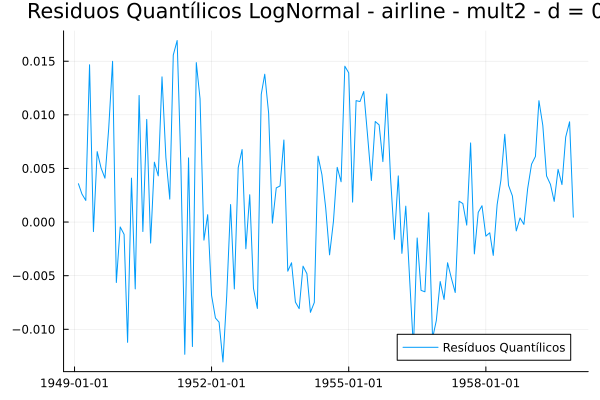 Residuos Quantílicos LogNormal - airline - mult2 - d = 0
0.015
0.010
0.005
0.000
−0.005
−0.010
1949-01-01 1952-01-01 1955-01-01 1958-01-01
Resíduos Quantílicos